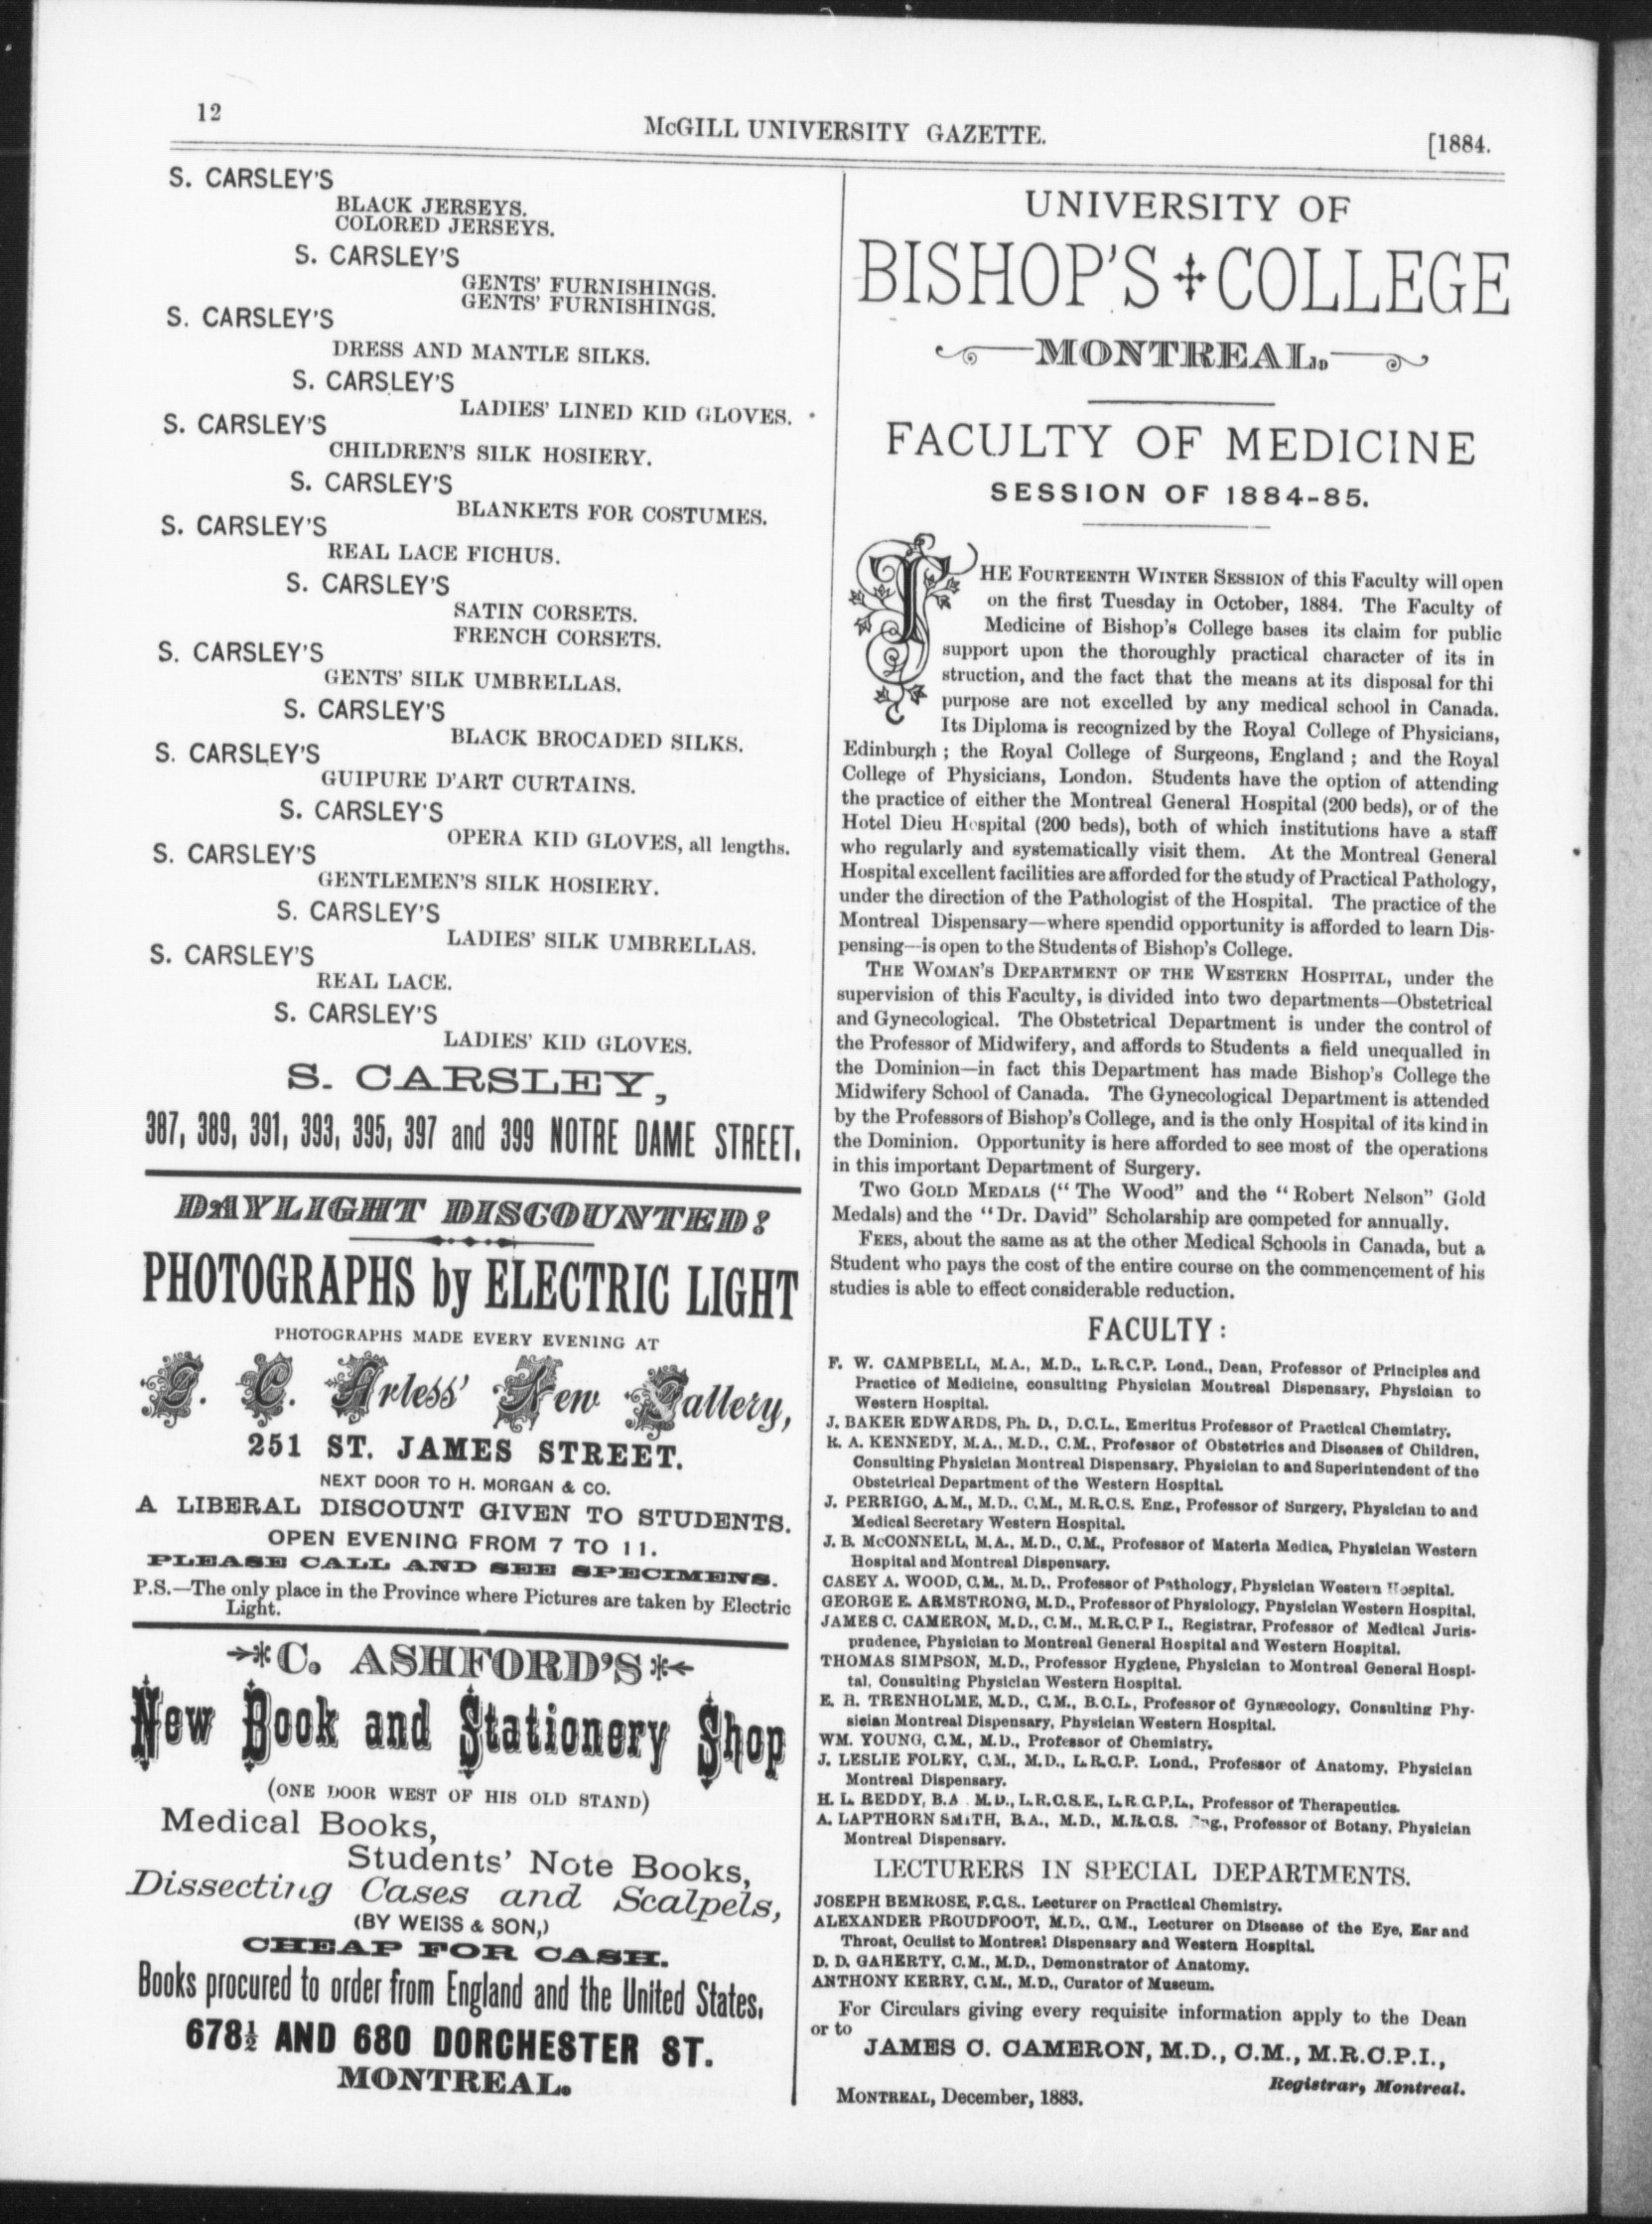 12
McGILL UNIVERSITY GAZETTE.
[1884.
S. CARSLEY'S
BLACK JERSEYS.
COLORED JERSEYS.
S. CARSLEY'S
GENTS' FURNISHINGS.
GENTS' FURNISHINGS.
S. CARSLEY'S
DRESS AND MANTLE SILKS.
S. CARSLEY'S
LADIES' LINED KID GLOVES.
S. CARSLEY'S
CHILDREN'S SILK HOSIERY.
S. CARSLEY'S
BLANKETS FOR COSTUMES.
S. CARSLEY'S
REAL LACE FICHUS.
S. CARSLEY'S
SATIN CORSETS.
FRENCH CORSETS.
S. CARSLEY'S
GENTS' SILK UMBRELLAS.
S. CARSLEY'S
BLACK BROCADED SILKS.
S. CARSLEY'S
GUIPURE D'ART CURTAINS.
S. CARSLEY'S
OPERA KID GLOVES, all lengths.
S. CARSLEY'S
GENTLEMEN'S SILK HOSIERY.
S. CARSLEY'S
LADIES' SILK UMBRELLAS.
S. CARSLEY'S
REAL LACE.
S. CARSLEY'S
LADIES' KID GLOVES.
S. CARSLEY,
387, 389, 391, 393, 395, 397 and 399 NOTRE DAME STREET.
DAYLIGHT DISCOUNTED!
PHOTOGRAPHS by ELECTRIC LIGHT
PHOTOGRAPHS MADE EVERY EVENING AT
G. C. Arless' New Gallery,
251 ST. JAMES STREET.
NEXT DOOR TO H. MORGAN & CO.
A LIBERAL DISCOUNT GIVEN TO STUDENTS.
OPEN EVENING FROM 7 TO 11.
PLEASE CALL AND SEE SPECIMENS.
P.S.—The only place in the Province where Pictures are taken by Electric
Light.
C. ASHFORD'S
New Book and Stationery Shop
(ONE DOOR WEST OF HIS OLD STAND)
Medical Books,
Students' Note Books,
Dissecting Cases and Scalpels,
(BY WEISS & SON,)
CHEAP FOR CASH.
Books procured to order from England and the United States.
678½ AND 680 DORCHESTER ST.
MONTREAL.
UNIVERSITY OF
BISHOP'S COLLEGE
MONTREAL.
FACULTY OF MEDICINE
SESSION OF 1884-85.
THE FOURTEENTH WINTER SESSION of this Faculty will open
on the first Tuesday in October, 1884. The Faculty of
Medicine of Bishop's College bases its claim for public
support upon the thoroughly practical character of its in
struction, and the fact that the means at its disposal for thi
purpose are not excelled by any medical school in Canada.
Its Diploma is recognized by the Royal College of Physicians,
Edinburgh ; the Royal College of Surgeons, England ; and the Royal
College of Physicians, London. Students have the option of attending
the practice of either the Montreal General Hospital (200 beds), or of the
Hotel Dieu Hospital (200 beds), both of which institutions have a staff
who regularly and systematically visit them. At the Montreal General
Hospital excellent facilities are afforded for the study of Practical Pathology,
under the direction of the Pathologist of the Hospital. The practice of the
Montreal Dispensary—where spendid opportunity is afforded to learn Dis-
pensing—is open to the Students of Bishop's College.
THE WOMAN'S DEPARTMENT OF THE WESTERN HOSPITAL, under the
supervision of this Faculty, is divided into two departments—Obstetrical
and Gynecological. The Obstetrical Department is under the control of
the Professor of Midwifery, and affords to Students a field unequalled in
the Dominion—in fact this Department has made Bishop's College the
Midwifery School of Canada. The Gynecological Department is attended
by the Professors of Bishop's College, and is the only Hospital of its kind in
the Dominion. Opportunity is here afforded to see most of the operations
in this important Department of Surgery.
TWO GOLD MEDALS (" The Wood" and the " Robert Nelson" Gold
Medals) and the "Dr. David" Scholarship are competed for annually.
FEES, about the same as at the other Medical Schools in Canada, but a
Student who pays the cost of the entire course on the commencement of his
studies is able to effect considerable reduction.
FACULTY :
F. W. CAMPBELL, M.A., M.D., L.R.C.P. Lond., Dean, Professor of Principles and
Practice of Medicine, consulting Physician Montreal Dispensary, Physician to
Western Hospital.
J. BAKER EDWARDS, Ph. D., D.C.L., Emeritus Professor of Practical Chemistry.
R. A. KENNEDY, M.A., M.D., C.M., Professor of Obstetrics and Diseases of Children,
Consulting Physician Montreal Dispensary, Physician to and Superintendent of the
Obstetrical Department of the Western Hospital.
J. PERRIGO, A.M., M.D., C.M., M.R.C.S. Eng., Professor of Surgery, Physician to and
Medical Secretary Western Hospital.
J. B. McCONNELL, M.A., M.D., C.M., Professor of Materia Medica, Physician Western
Hospital and Montreal Dispensary.
CASEY A. WOOD, C.M., M.D., Professor of Pathology, Physician Western Hospital.
GEORGE E. ARMSTRONG, M.D., Professor of Physiology, Physician Western Hospital.
JAMES C. CAMERON, M.D., C.M., M.R.C.P I., Registrar, Professor of Medical Juris-
prudence, Physician to Montreal General Hospital and Western Hospital.
THOMAS SIMPSON, M.D., Professor Hygiene, Physician to Montreal General Hospi-
tal, Consulting Physician Western Hospital.
E. H. TRENHOLME, M.D., C.M., B.C.L., Professor of Gynæcology, Consulting Phy-
sician Montreal Dispensary, Physician Western Hospital.
WM. YOUNG, C.M., M.D., Professor of Chemistry.
J. LESLIE FOLEY, C.M., M.D., L.R.C.P. Lond., Professor of Anatomy, Physician
Montreal Dispensary.
H. L. REDDY, B.A. M.D., L.R.C.S.E., L.R.C.P.L., Professor of Therapeutics.
A. LAPTHORN SMITH, B.A., M.D., M.R.C.S. Eng., Professor of Botany, Physician
Montreal Dispensary.
LECTURERS IN SPECIAL DEPARTMENTS.
JOSEPH BEMROSE, F.C.S., Lecturer on Practical Chemistry.
ALEXANDER PROUDFOOT, M.D., C.M., Lecturer on Disease of the Eye, Ear and
Throat, Oculist to Montreal Dispensary and Western Hospital.
D. D. GAHERTY, C.M., M.D., Demonstrator of Anatomy.
ANTHONY KERRY, C.M., M.D., Curator of Museum.
For Circulars giving every requisite information apply to the Dean
or to
JAMES C. CAMERON, M.D., C.M., M.R.C.P.I.,
Registrar, Montreal.
MONTREAL, December, 1883.